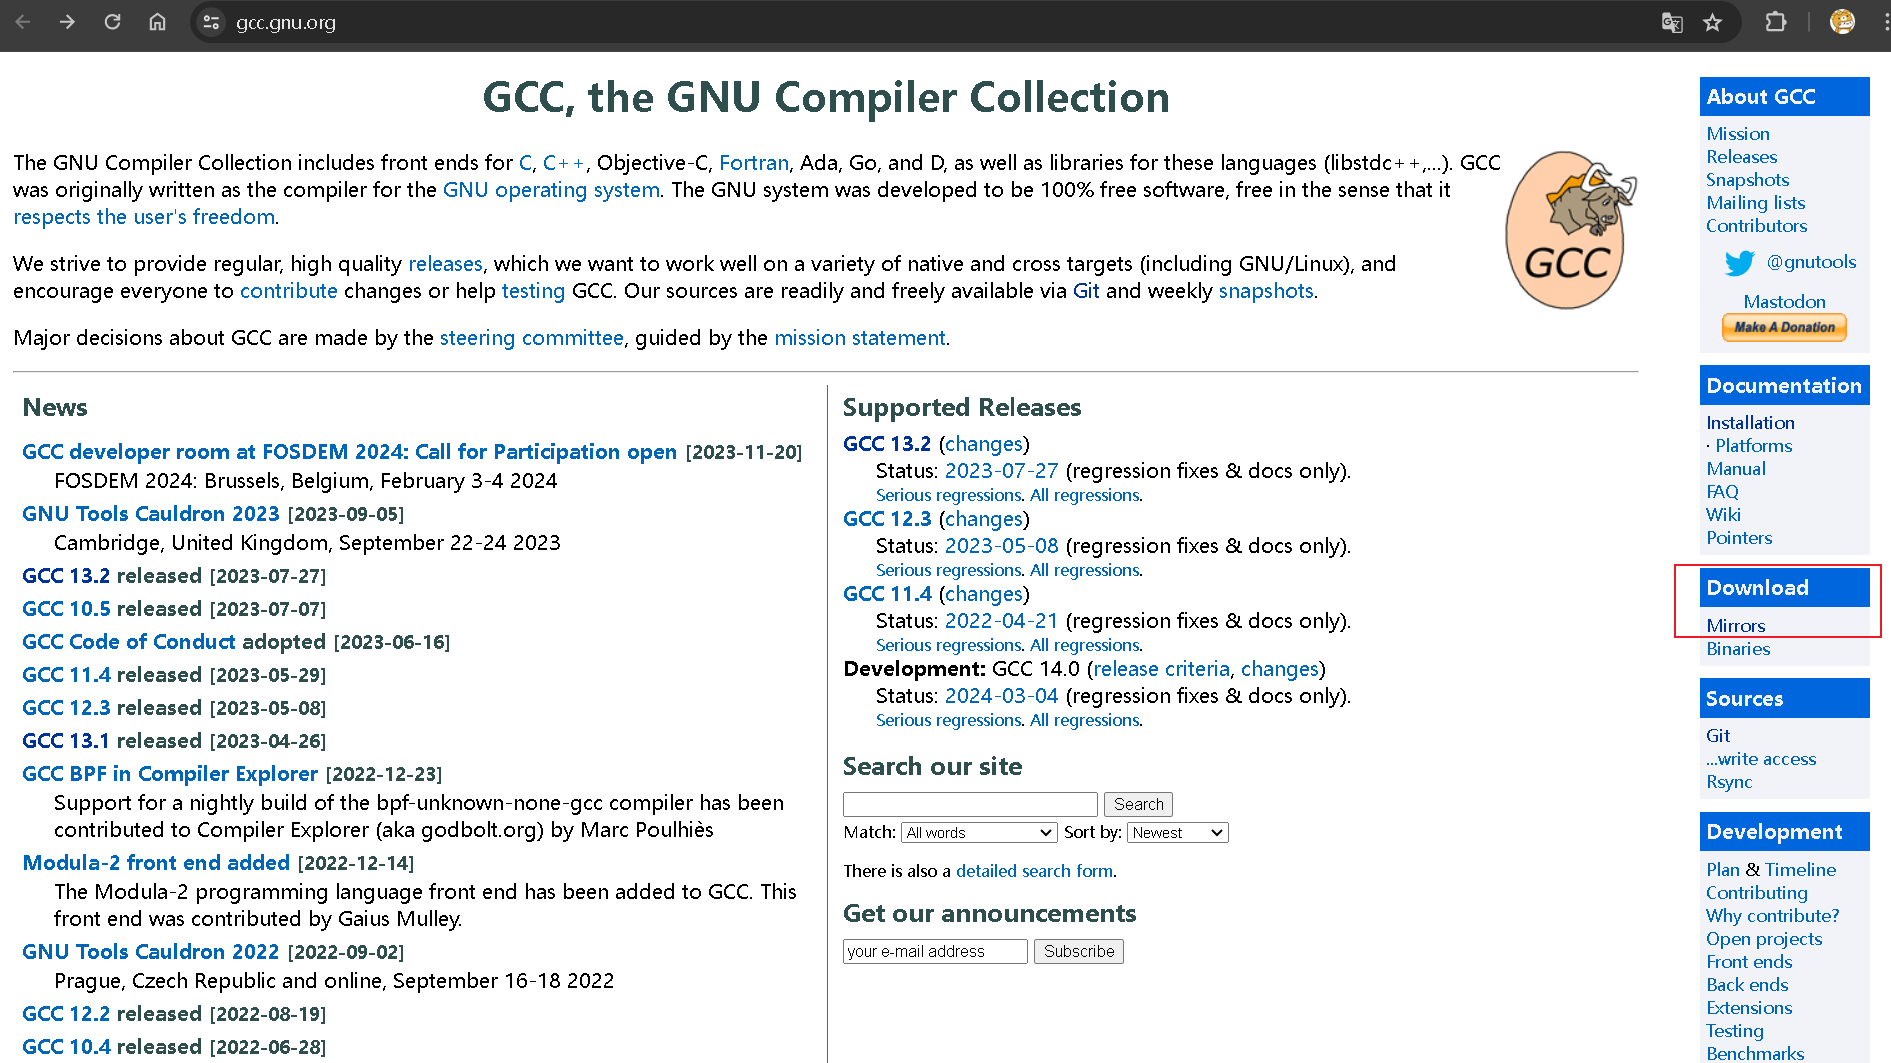 gcc.gnu.org
GCC, the GNU Compiler Collection
The GNU Compiler Collection includes front ends for C, C++, Objective-C, Fortran, Ada, Go, and D, as well as libraries for these languages (libstdc++,...). GCC
was originally written as the compiler for the GNU operating system. The GNU system was developed to be 100% free software, free in the sense that it
respects the user's freedom.
We strive to provide regular, high quality releases, which we want to work well on a variety of native and cross targets (including GNU/Linux), and
encourage everyone to contribute changes or help testing GCC. Our sources are readily and freely available via Git and weekly snapshots.
Major decisions about GCC are made by the steering committee, guided by the mission statement.
GCC
News
GCC developer room at FOSDEM 2024: Call for Participation open [2023-11-20]
FOSDEM 2024: Brussels, Belgium, February 3-4 2024
GNU Tools Cauldron 2023 [2023-09-05]
Cambridge, United Kingdom, September 22-24 2023
GCC 13.2 released [2023-07-27]
GCC 10.5 released [2023-07-07]
GCC Code of Conduct adopted [2023-06-16]
GCC 11.4 released [2023-05-29]
GCC 12.3 released [2023-05-08]
GCC 13.1 released [2023-04-26]
GCC BPF in Compiler Explorer [2022-12-23]
Support for a nightly build of the bpf-unknown-none-gcc compiler has been
contributed to Compiler Explorer (aka godbolt.org) by Marc Poulhiès
Modula-2 front end added [2022-12-14]
The Modula-2 programming language front end has been added to GCC. This
front end was contributed by Gaius Mulley.
GNU Tools Cauldron 2022 [2022-09-02]
Prague, Czech Republic and online, September 16-18 2022
GCC 12.2 released [2022-08-19]
GCC 10.4 released [2022-06-28]
Supported Releases
GCC 13.2 (changes)
Status: 2023-07-27 (regression fixes & docs only).
Serious regressions. All regressions.
GCC 12.3 (changes)
Status: 2023-05-08 (regression fixes & docs only).
Serious regressions. All regressions.
GCC 11.4 (changes)
Status: 2022-04-21 (regression fixes & docs only).
Serious regressions. All regressions.
Development: GCC 14.0 (release criteria, changes)
Status: 2024-03-04 (regression fixes & docs only).
Serious regressions. All regressions.
Search our site
Search
Match: All words Sort by: Newest
There is also a detailed search form.
Get our announcements
your e-mail address Subscribe
About GCC
Mission
Releases
Snapshots
Mailing lists
Contributors
@gnutools
Mastodon
Make A Donation
Documentation
Installation
· Platforms
Manual
FAQ
Wiki
Pointers
Download
Mirrors
Binaries
Sources
Git
...write access
Rsync
Development
Plan & Timeline
Contributing
Why contribute?
Open projects
Front ends
Back ends
Extensions
Testing
Benchmarks